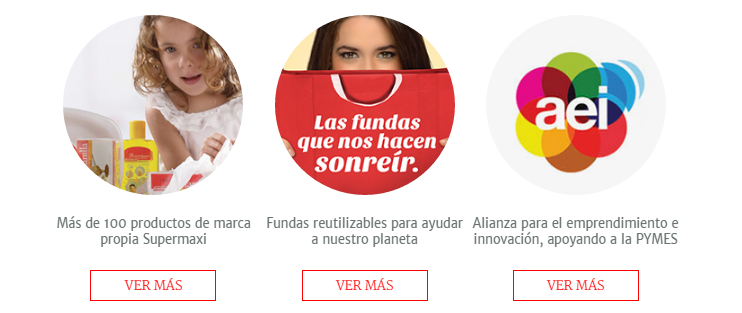 Las fundas
que nos hacen
sonreír.
aei
Más de 100 productos de marca
propia Supermaxi
Fundas reutilizables para ayudar
a nuestro planeta
Alianza para el emprendimiento e
innovación, apoyando a la PYMES
VER MÁS
VER MÁS
VER MÁS